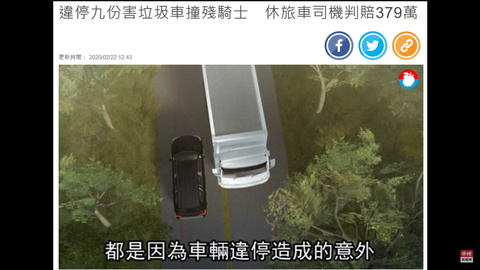 違停九份害垃圾車撞殘騎士　休旅車司機判賠379萬
更新時間： 2020/02/22 12:43
都是因為車輛違停造成的意外